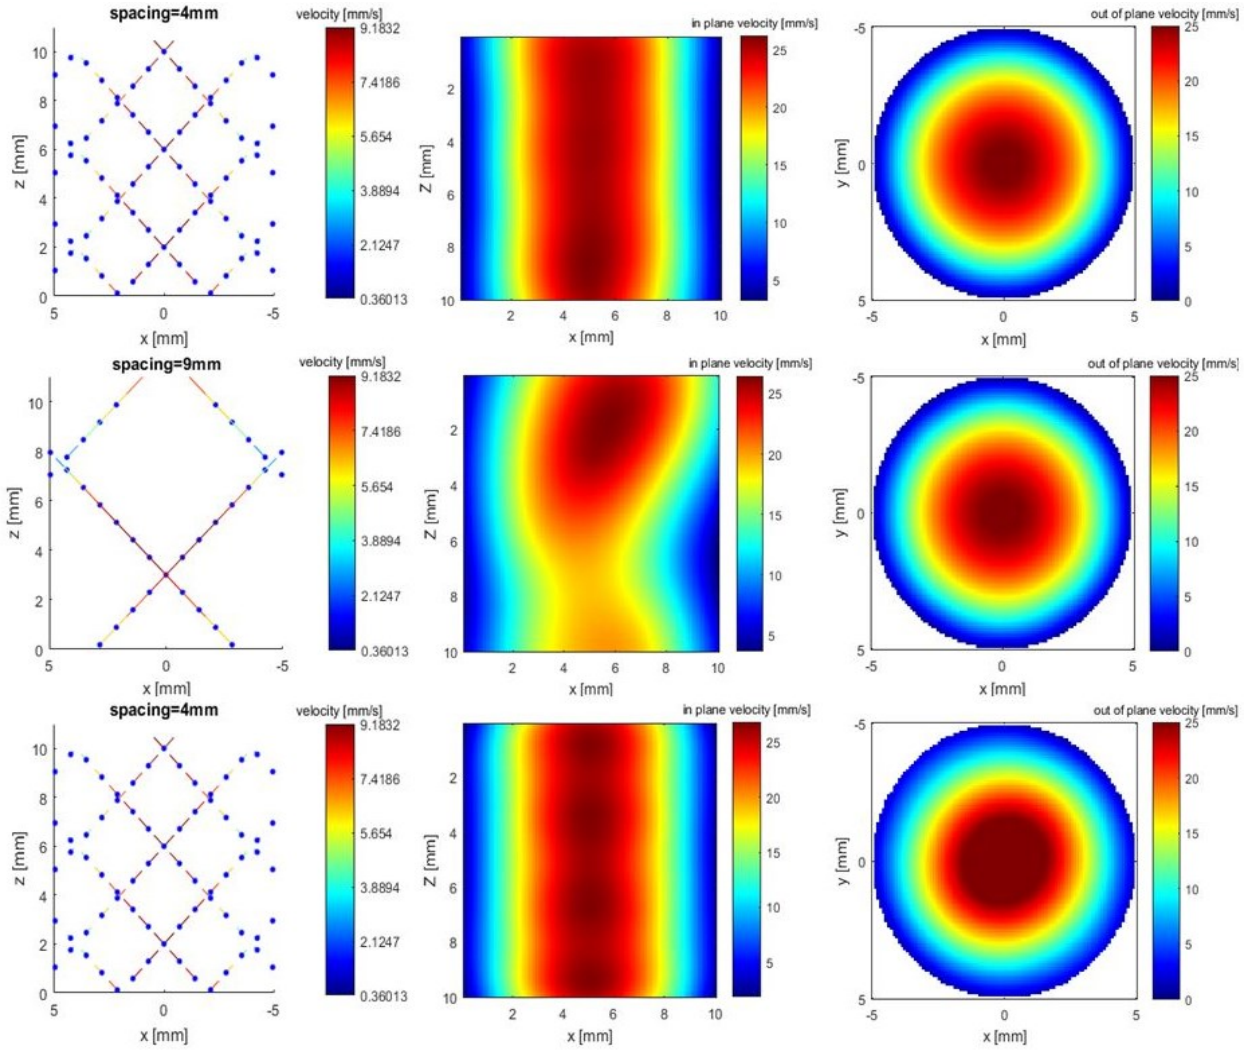 spacing=4mm
velocity [mm/s]
9.1832
7.4186
5.654
3.8894
2.1247
0.36013
10
8
6
4
2
0
z [mm]
5 0 -5
x [mm]
in plane velocity [mm/s]
25
20
15
10
5
2
4
6
8
10
Z [mm]
2 4 6 8 10
x [mm]
out of plane velocity [mm/s]
25
20
15
10
5
0
-5
0
5
y [mm]
-5 0 5
x [mm]
spacing=9mm
velocity [mm/s]
9.1832
7.4186
5.654
3.8894
2.1247
0.36013
10
8
6
4
2
0
z [mm]
5 0 -5
x [mm]
in plane velocity [mm/s]
25
20
15
10
5
2
4
6
8
10
Z [mm]
2 4 6 8 10
x [mm]
out of plane velocity [mm/s]
25
20
15
10
5
0
-5
0
5
y [mm]
-5 0 5
x [mm]
spacing=4mm
velocity [mm/s]
9.1832
7.4186
5.654
3.8894
2.1247
0.36013
10
8
6
4
2
0
z [mm]
5 0 -5
x [mm]
in plane velocity [mm/s]
25
20
15
10
5
2
4
6
8
10
Z [mm]
0 2 4 6 8 10
x [mm]
out of plane velocity [mm/s]
25
20
15
10
5
0
-5
0
5
y [mm]
-5 0 5
x [mm]